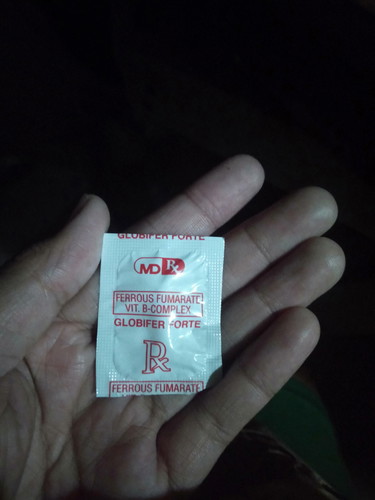 GLOBIFER FORTE
MD Rx
FERROUS FUMARATE
VIT. B-COMPLEX
GLOBIFER FORTE
Rx
FERROUS FUMARATE